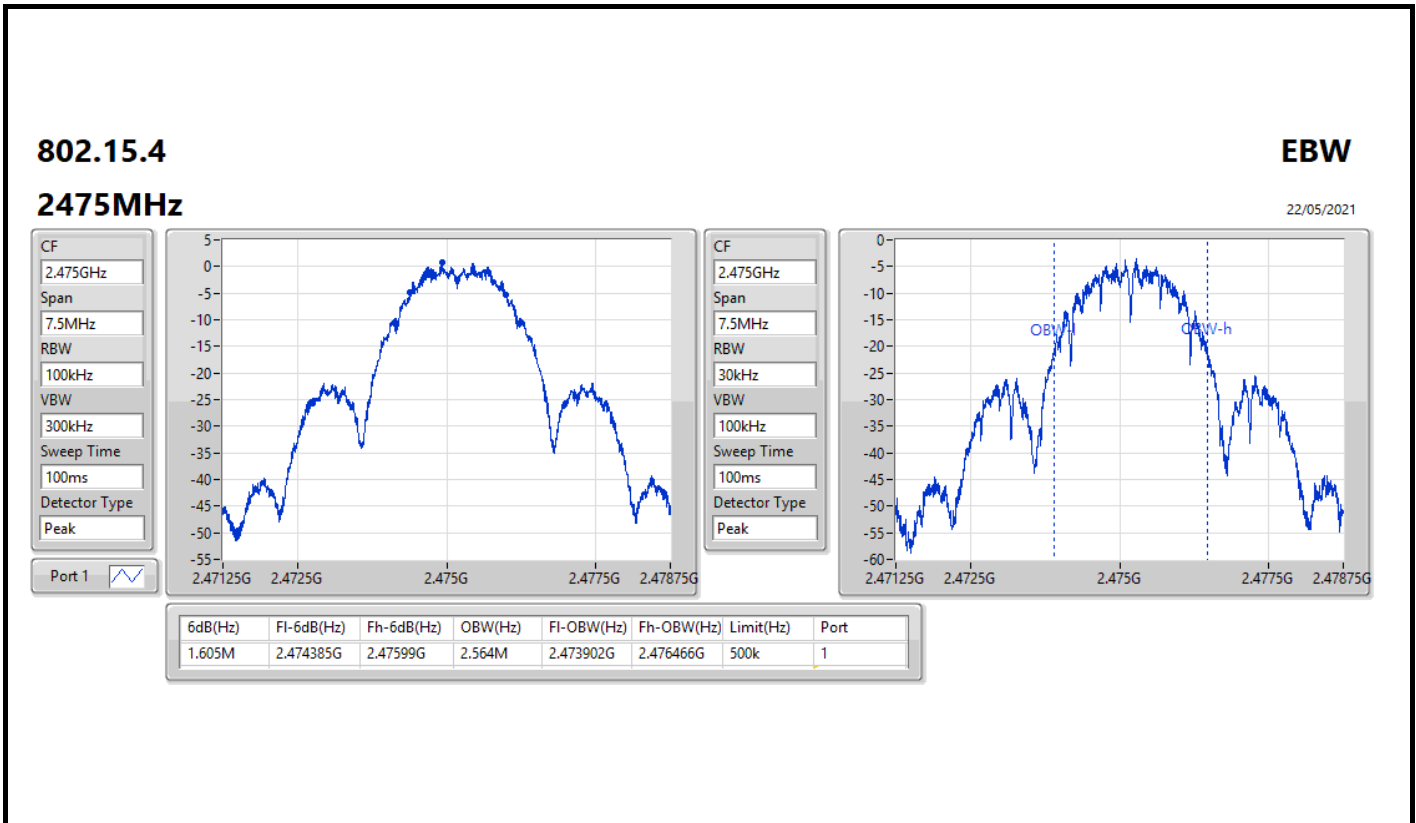 802.15.4
EBW
2475MHz
22/05/2021
CF
2.475GHz
Span
7.5MHz
RBW
100kHz
VBW
300kHz
Sweep Time
100ms
Detector Type
Peak
Port 1
5
0
-5
-10
-15
-20
-25
-30
-35
-40
-45
-50
-55
2.47125G 2.4725G 2.475G 2.4775G 2.47875G
CF
2.475GHz
Span
7.5MHz
RBW
30kHz
VBW
100kHz
Sweep Time
100ms
Detector Type
Peak
0
-5
-10
-15
-20
-25
-30
-35
-40
-45
-50
-55
-60
OBW-l OBW-h
2.47125G 2.4725G 2.475G 2.4775G 2.47875G
6dB(Hz) Fl-6dB(Hz) Fh-6dB(Hz) OBW(Hz) Fl-OBW(Hz) Fh-OBW(Hz) Limit(Hz) Port
1.605M 2.474385G 2.47599G 2.564M 2.473902G 2.476466G 500k 1